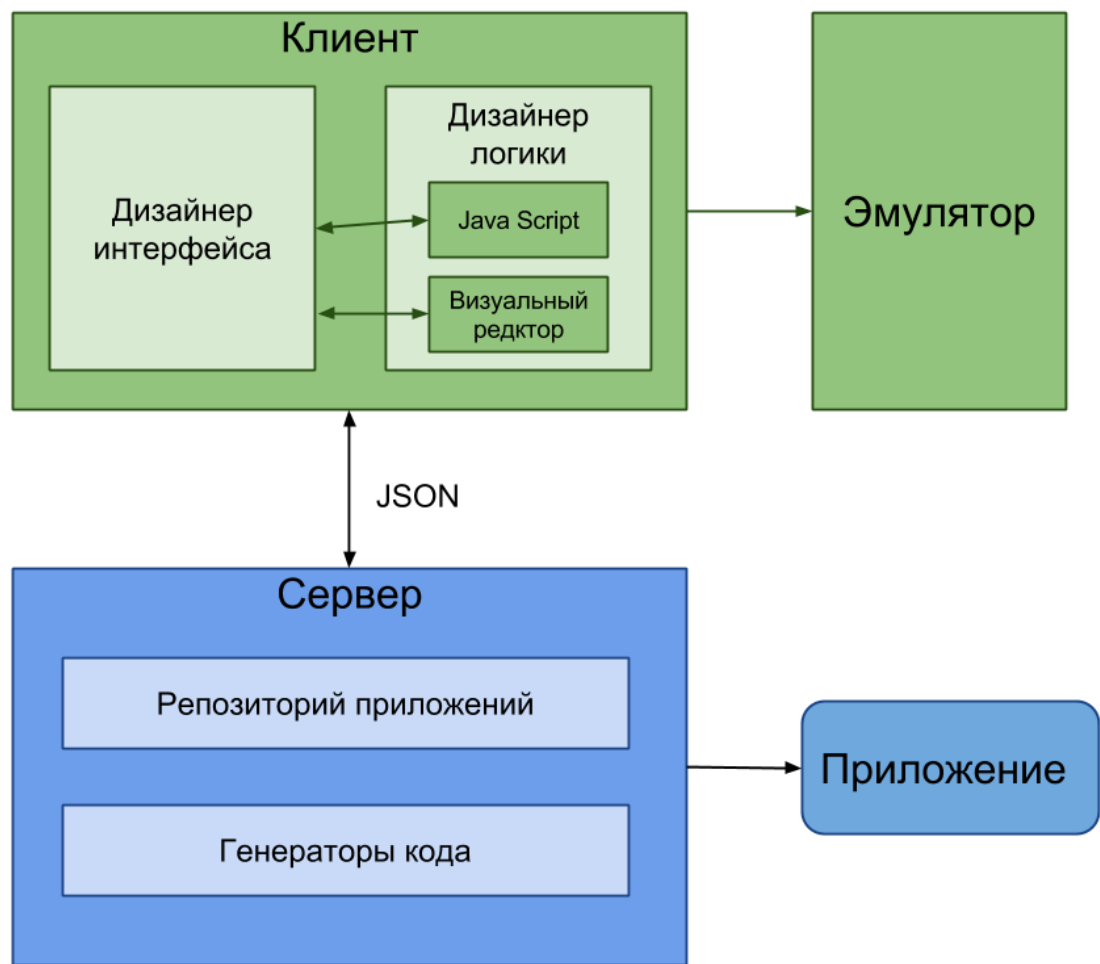 Клиент
Дизайнер
интерфейса
Дизайнер
логики
Java Script
Визуальный
редктор
Эмулятор
JSON
Сервер
Репозиторий приложений
Генераторы кода
Приложение